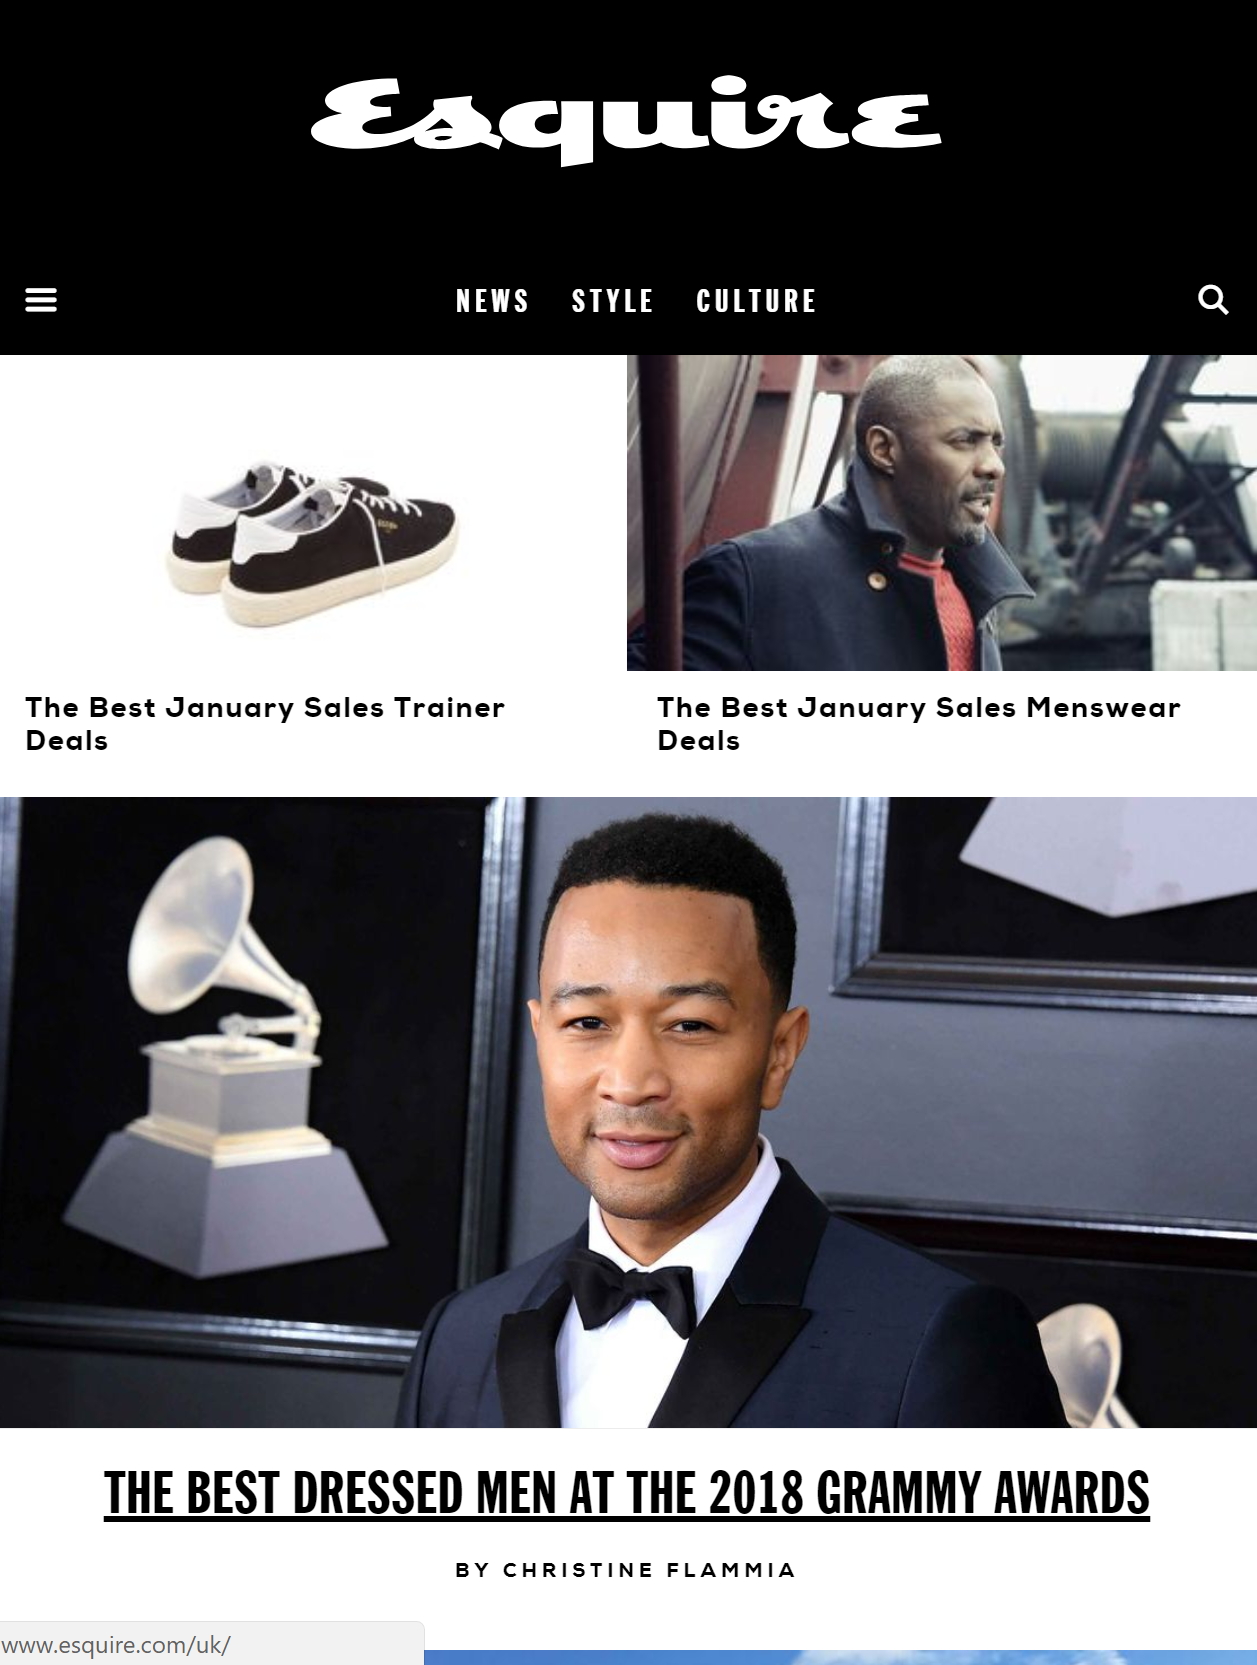 Esquire
NEWS STYLE CULTURE
The Best January Sales Trainer
Deals
The Best January Sales Menswear
Deals
THE BEST DRESSED MEN AT THE 2018 GRAMMY AWARDS
BY CHRISTINE FLAMMIA
www.esquire.com/uk/